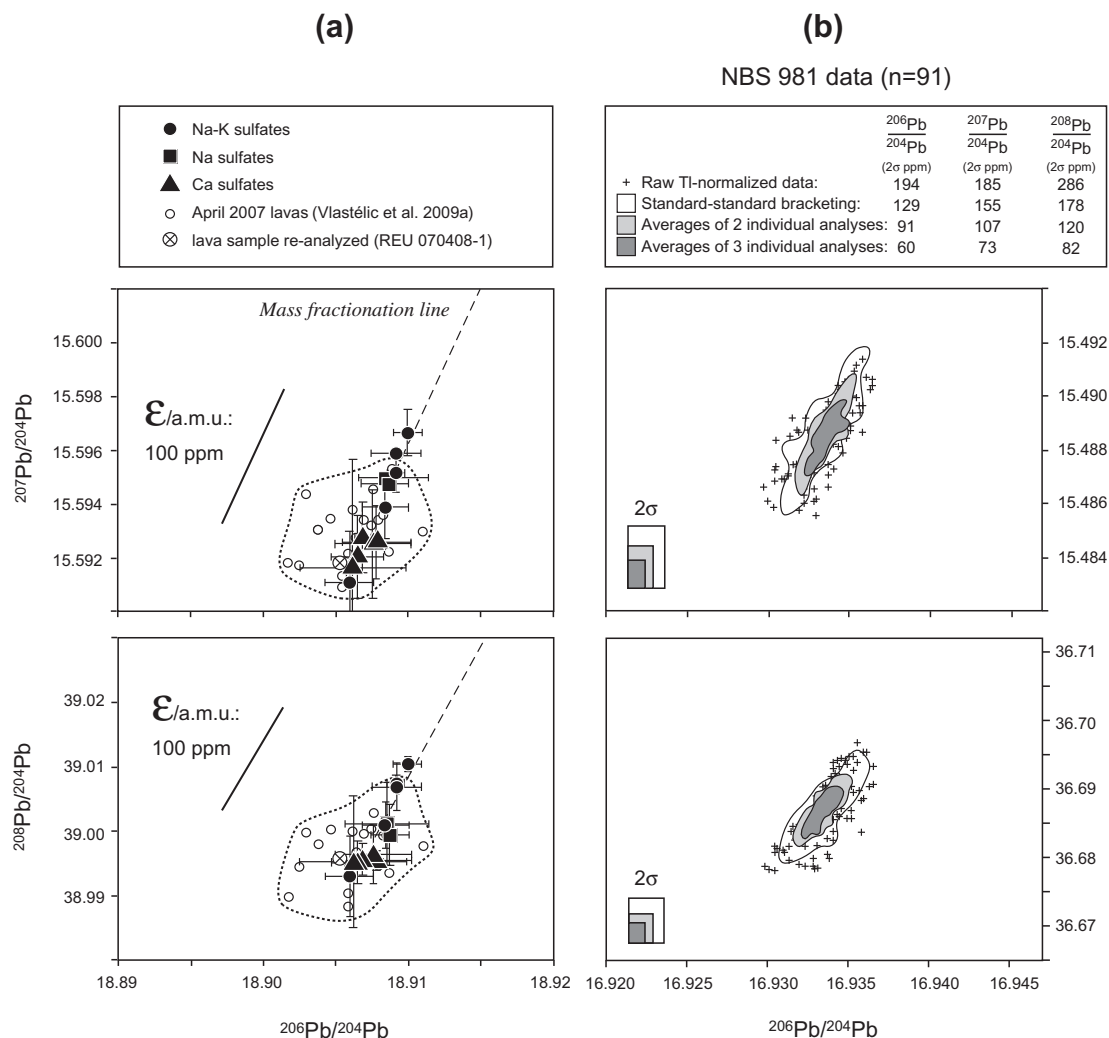 (a)
(b)
NBS 981 data (n=91)
Na-K sulfates
Na sulfates
Ca sulfates
April 2007 lavas (Vlastélic et al. 2009a)
lava sample re-analyzed (REU 070408-1)
206Pb 207Pb 208Pb
204Pb 204Pb 204Pb
(2σ ppm) (2σ ppm) (2σ ppm)
+ Raw Tl-normalized data: 194 185 286
Standard-standard bracketing: 129 155 178
Averages of 2 individual analyses: 91 107 120
Averages of 3 individual analyses: 60 73 82
Mass fractionation line
ε/a.m.u.:
100 ppm
207Pb/204Pb
15.600
15.598
15.596
15.594
15.592
2σ
15.492
15.490
15.488
15.486
15.484
ε/a.m.u.:
100 ppm
208Pb/204Pb
39.02
39.01
39.00
38.99
2σ
36.71
36.70
36.69
36.68
36.67
18.89 18.90 18.91 18.92
16.920 16.925 16.930 16.935 16.940 16.945
206Pb/204Pb
206Pb/204Pb